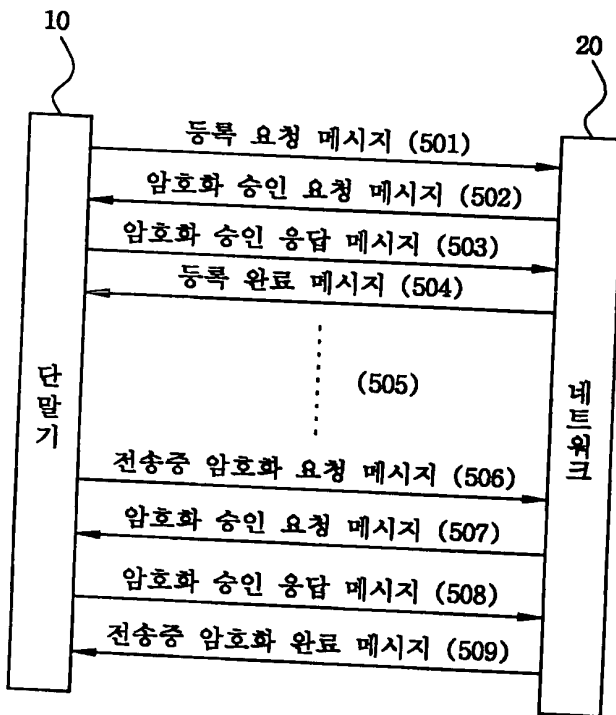 10
20
등록 요청 메시지 (501)
암호화 승인 요청 메시지 (502)
암호화 승인 응답 메시지 (503)
등록 완료 메시지 (504)
(505)
단말기
네트워크
전송중 암호화 요청 메시지 (506)
암호화 승인 요청 메시지 (507)
암호화 승인 응답 메시지 (508)
전송중 암호화 완료 메시지 (509)